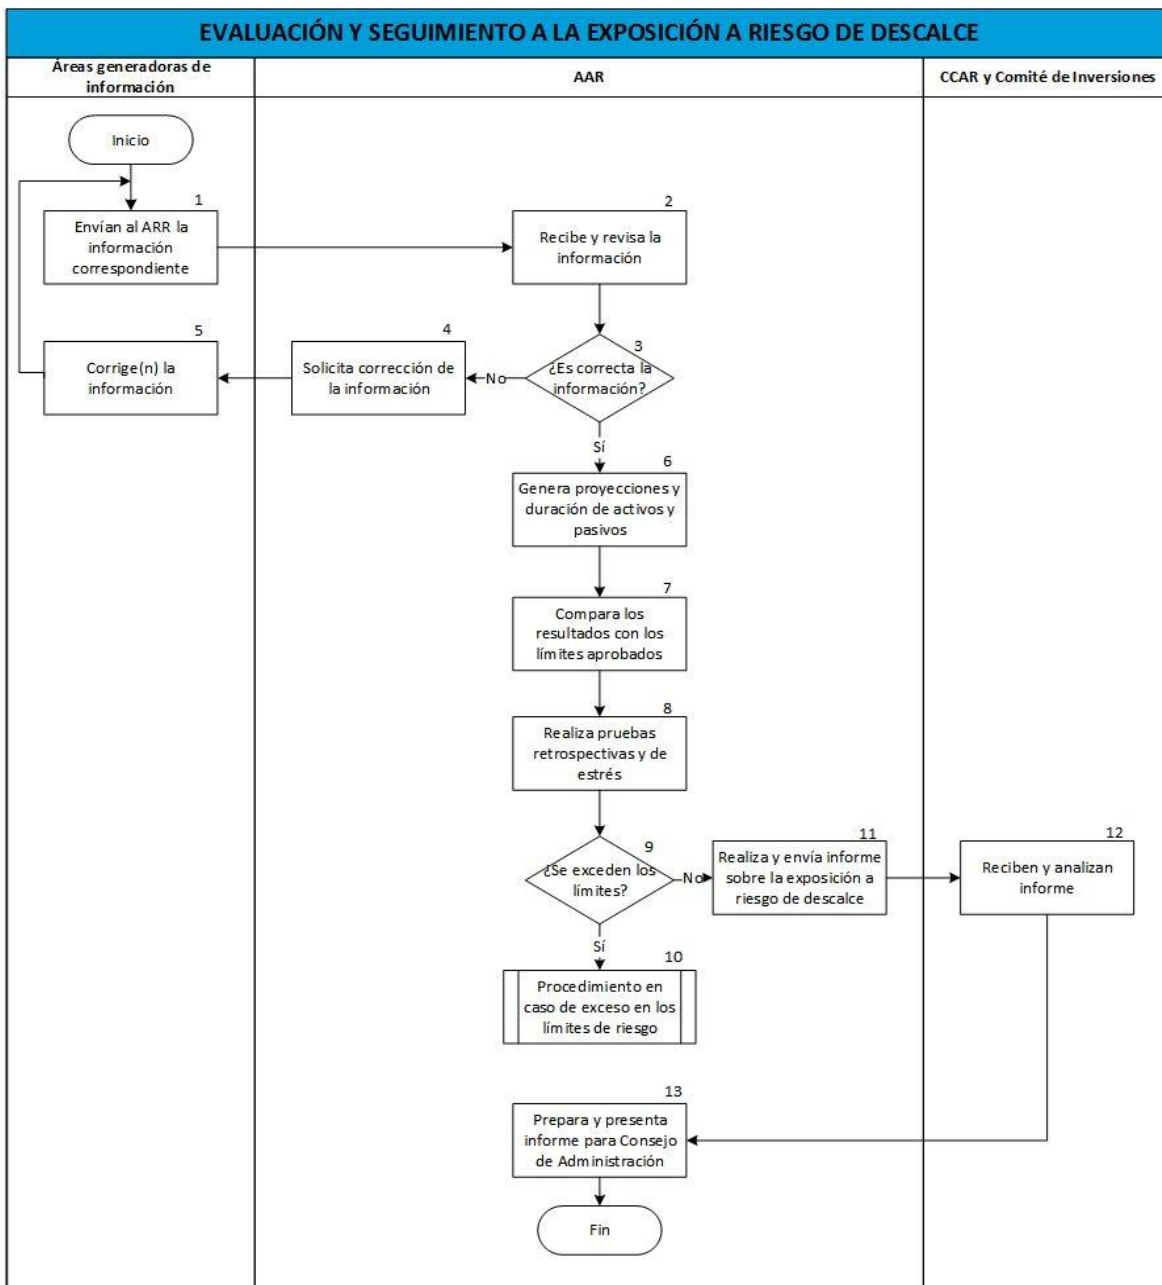 EVALUACIÓN Y SEGUIMIENTO A LA EXPOSICIÓN A RIESGO DE DESCALCE
Áreas generadoras de
información
AAR
CCAR y Comité de Inversiones
Inicio
1
Envían al ARR la
información
correspondiente
2
Recibe y revisa la
información
3
¿Es correcta la
información?
No
4
Solicita corrección de
la información
5
Corrige(n) la
información
Sí
6
Genera proyecciones y
duración de activos y
pasivos
7
Compara los
resultados con los
límites aprobados
8
Realiza pruebas
retrospectivas y de
estrés
9
¿Se exceden los
límites?
No
11
Realiza y envía informe
sobre la exposición a
riesgo de descalce
12
Reciben y analizan
informe
Sí
10
Procedimiento en
caso de exceso en los
límites de riesgo
13
Prepara y presenta
informe para Consejo
de Administración
Fin